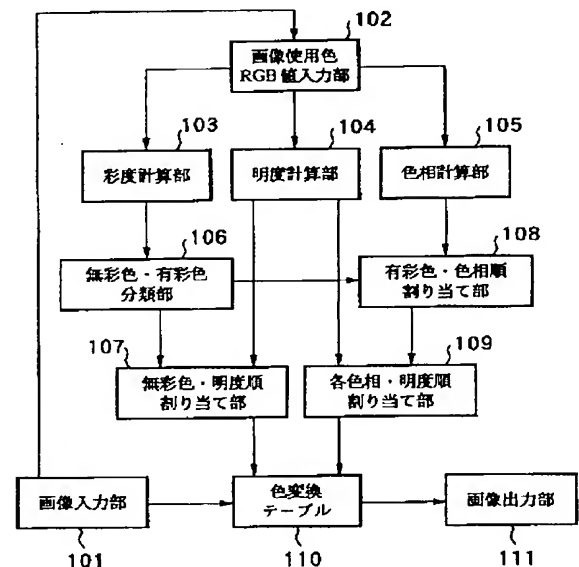 102
画像使用色
RGB 値入力部
103
104
105
彩度計算部
明度計算部
色相計算部
106
108
無彩色・有彩色
分類部
有彩色・色相順
割り当て部
107
109
無彩色・明度順
割り当て部
各色相・明度順
割り当て部
画像入力部
色変換
テーブル
画像出力部
101
110
111